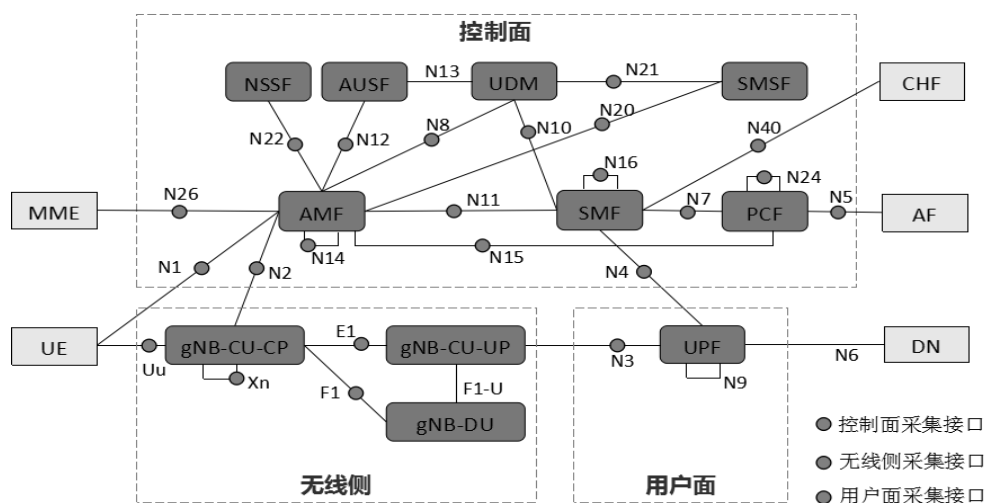 控制面
NSSF
AUSF
N13
UDM
N21
SMSF
CHF
N22
N12
N8
N10
N20
N40
N16
N24
MME
N26
AMF
N11
SMF
N7
PCF
N5
AF
N14
N15
N1
N2
N4
UE
Uu
gNB-CU-CP
E1
gNB-CU-UP
N3
UPF
N6
DN
Xn
F1
F1-U
N9
gNB-DU
控制面采集接口
无线侧采集接口
用户面采集接口
无线侧
用户面